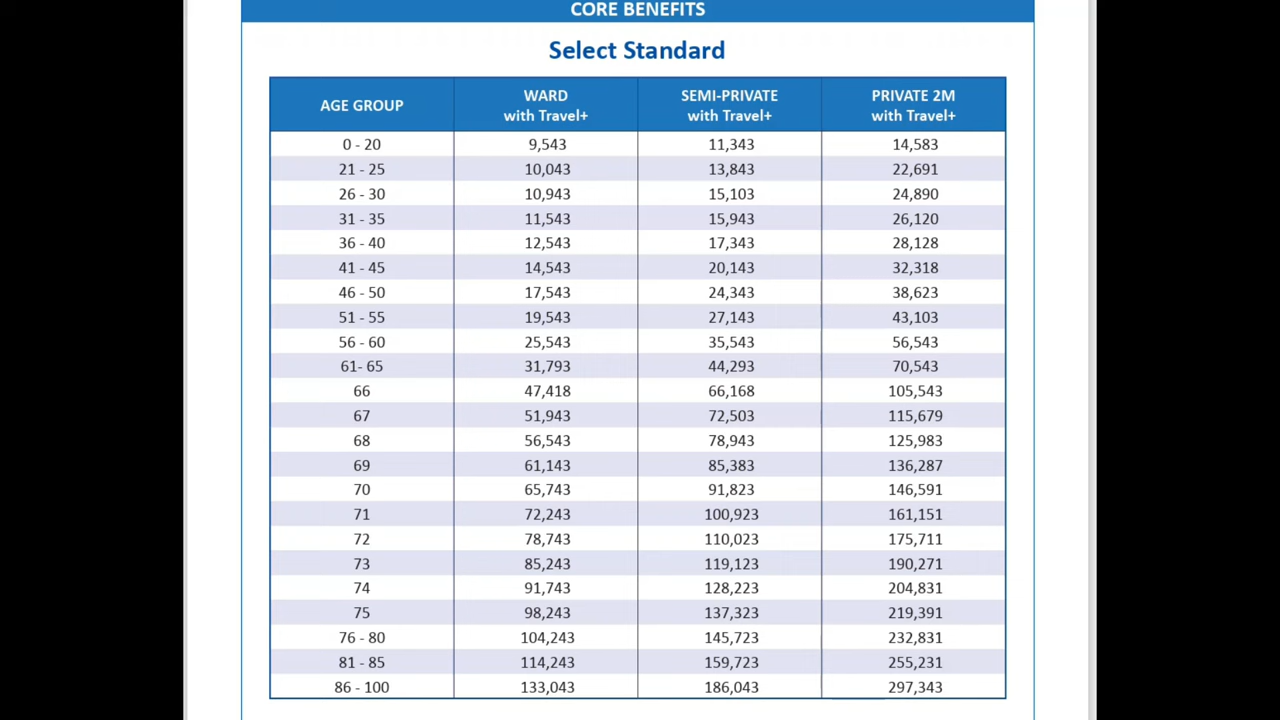 CORE BENEFITS
Select Standard
AGE GROUP WARD with Travel+ SEMI-PRIVATE with Travel+ PRIVATE 2M with Travel+
0 - 20 9,543 11,343 14,583
21 - 25 10,043 13,843 22,691
26 - 30 10,943 15,103 24,890
31 - 35 11,543 15,943 26,120
36 - 40 12,543 17,343 28,128
41 - 45 14,543 20,143 32,318
46 - 50 17,543 24,343 38,623
51 - 55 19,543 27,143 43,103
56 - 60 25,543 35,543 56,543
61- 65 31,793 44,293 70,543
66 47,418 66,168 105,543
67 51,943 72,503 115,679
68 56,543 78,943 125,983
69 61,143 85,383 136,287
70 65,743 91,823 146,591
71 72,243 100,923 161,151
72 78,743 110,023 175,711
73 85,243 119,123 190,271
74 91,743 128,223 204,831
75 98,243 137,323 219,391
76 - 80 104,243 145,723 232,831
81 - 85 114,243 159,723 255,231
86 - 100 133,043 186,043 297,343